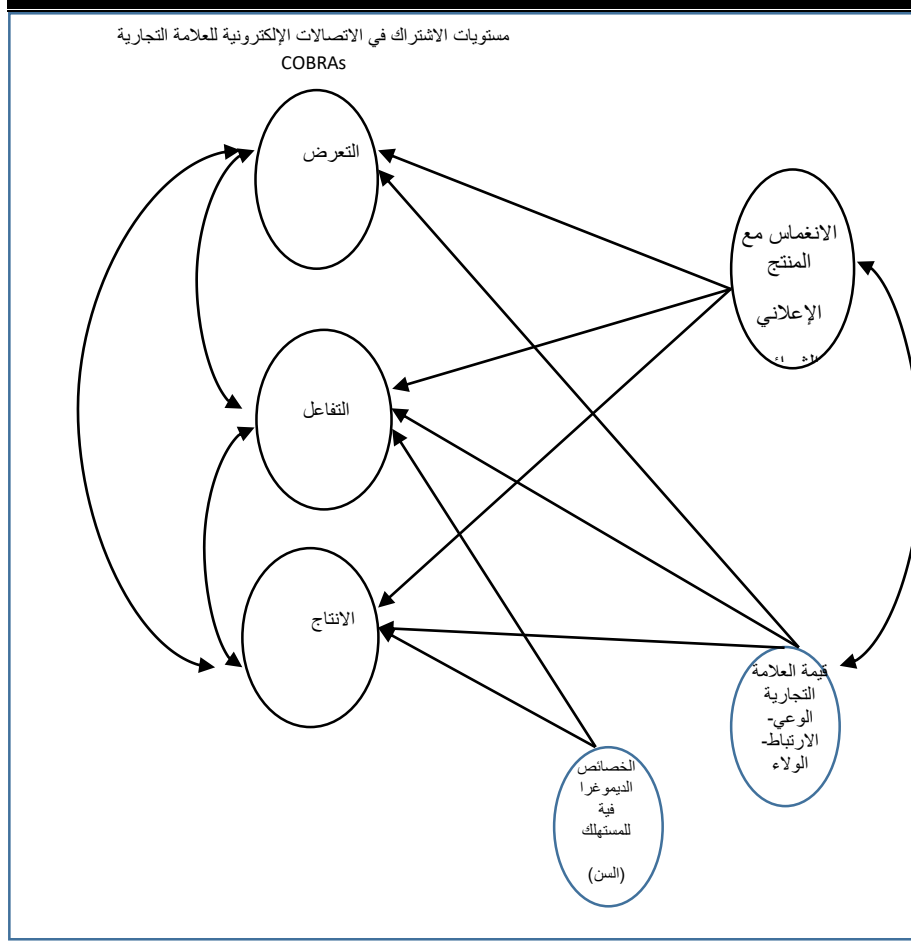 مستويات الاشتراك في الاتصالات الإلكترونية للعلامة التجارية
COBRAs
التعرض
الانغماس مع
المنتج
الإعلاني
التفاعل
الانتاج
قيمة العلامة
التجارية
الوعي-
الارتباط-
الولاء
الخصائص
الديموغرا
فية
للمستهلك
(السن)